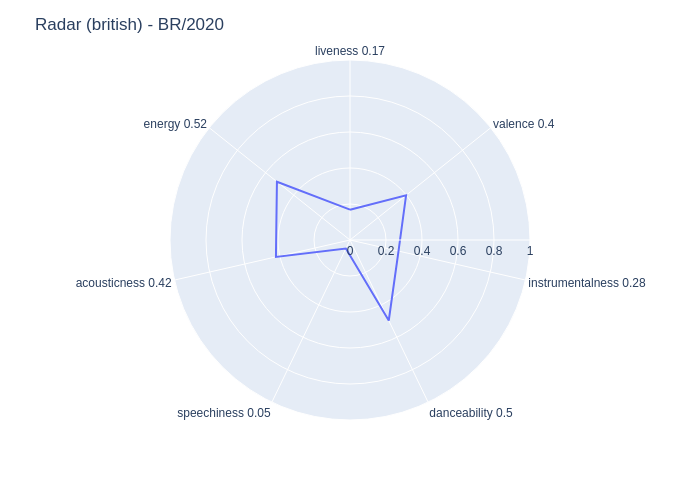 Radar (british) - BR/2020
liveness 0.17
energy 0.52
valence 0.4
0 0.2 0.4 0.6 0.8 1
acousticness 0.42
instrumentalness 0.28
speechiness 0.05
danceability 0.5